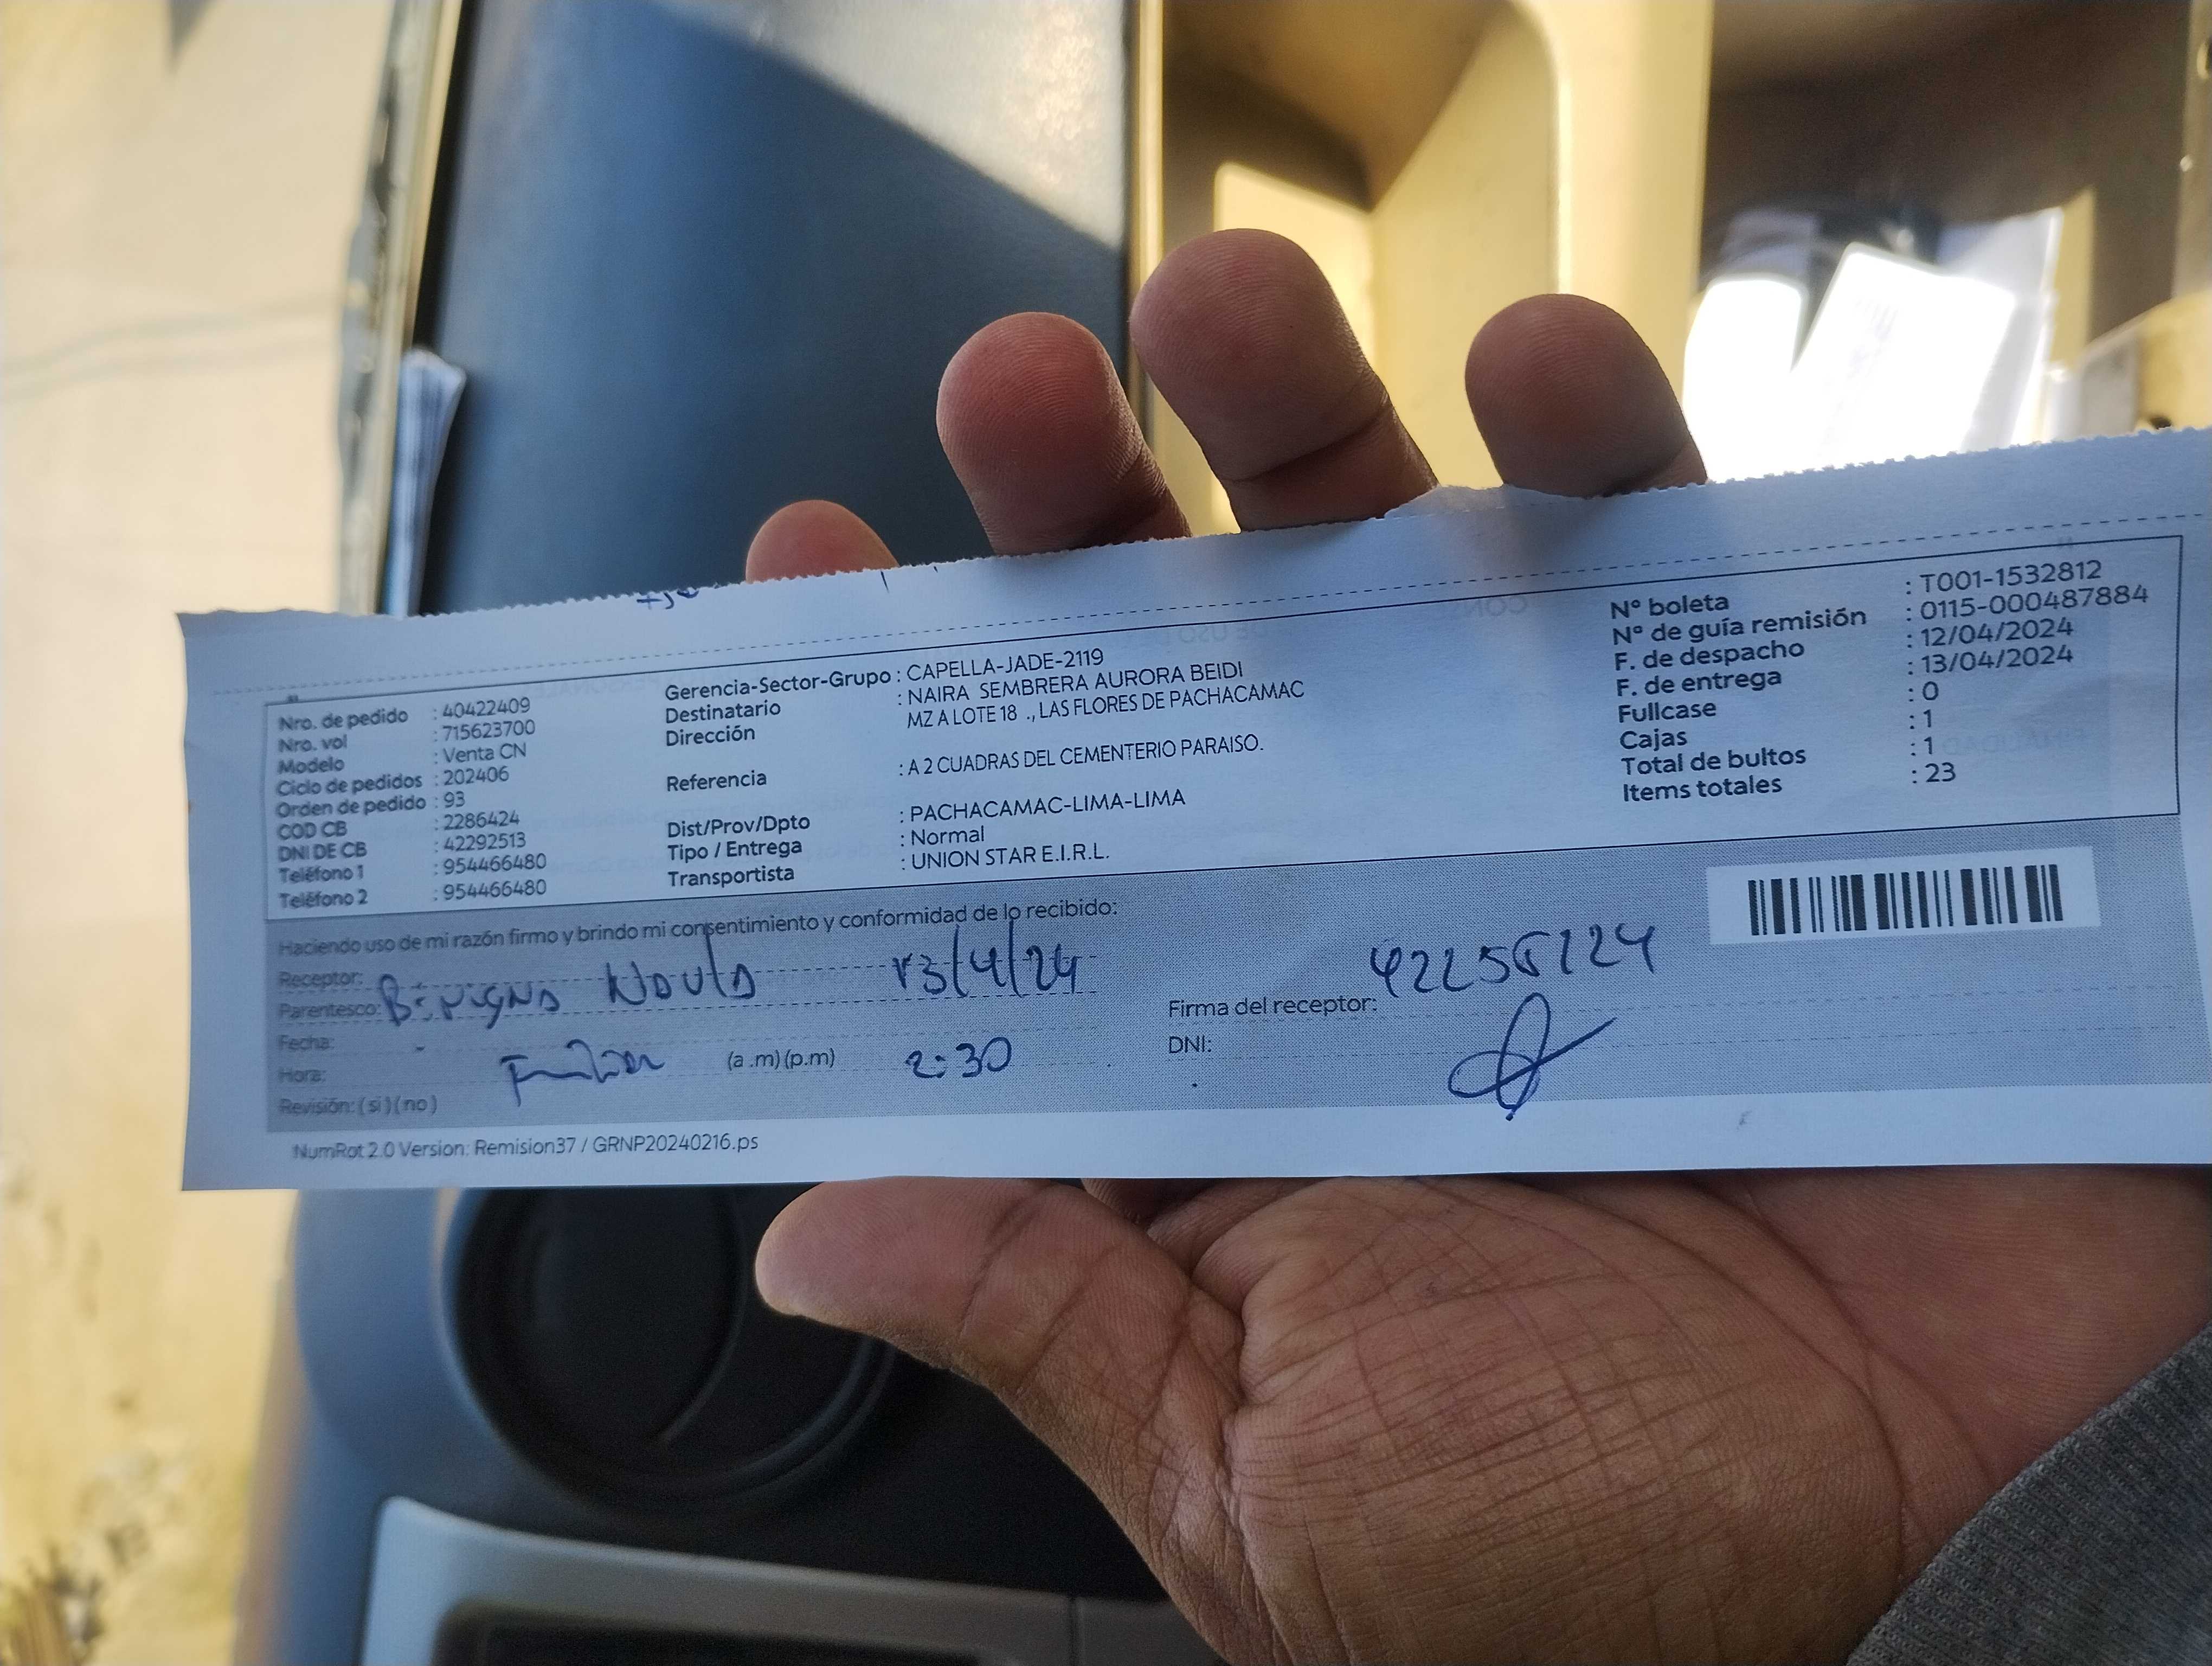 Nro. de pedido : 40422409
Nro. vol : 715623700
Modelo : Venta CN
Ciclo de pedidos : 202406
Orden de pedido : 93
COD CB : 2286424
DNI DE CB : 42292513
Teléfono 1 : 954466480
Teléfono 2 : 954466480
Gerencia-Sector-Grupo : CAPELLA-JADE-2119
Destinatario : NAIRA SEMBRERA AURORA BEIDI
Dirección MZ A LOTE 18 ., LAS FLORES DE PACHACAMAC
Referencia : A 2 CUADRAS DEL CEMENTERIO PARAISO.
Dist/Prov/Dpto : PACHACAMAC-LIMA-LIMA
Tipo / Entrega : Normal
Transportista : UNION STAR E.I.R.L.
N° boleta : T001-1532812
N° de guía remisión : 0115-000487884
F. de despacho : 12/04/2024
F. de entrega : 13/04/2024
Fullcase : 0
Cajas : 1
Total de bultos : 1
Items totales : 23
Haciendo uso de mi razón firmo y brindo mi consentimiento y conformidad de lo recibido:
Receptor:
Parentesco: Benigno 13/4/24
Fecha:
Hora: (a .m) (p.m) 2:30
Revisión: ( si ) ( no )
Firma del receptor:
DNI:
NumRot 2.0 Version: Remision37 / GRNP20240216.ps